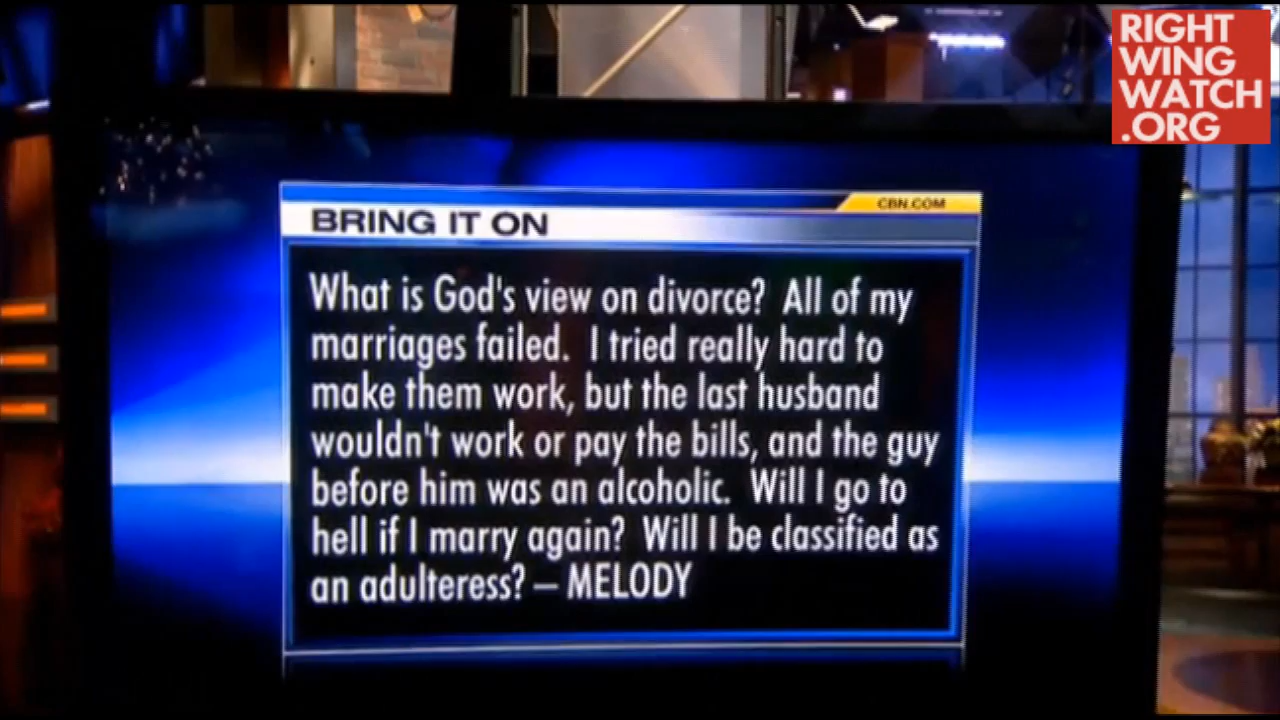 RIGHT
WING
WATCH
.ORG
CBN.COM
BRING IT ON
What is God's view on divorce? All of my
marriages failed. I tried really hard to
make them work, but the last husband
wouldn't work or pay the bills, and the guy
before him was an alcoholic. Will I go to
hell if I marry again? Will I be classified as
an adulteress? – MELODY